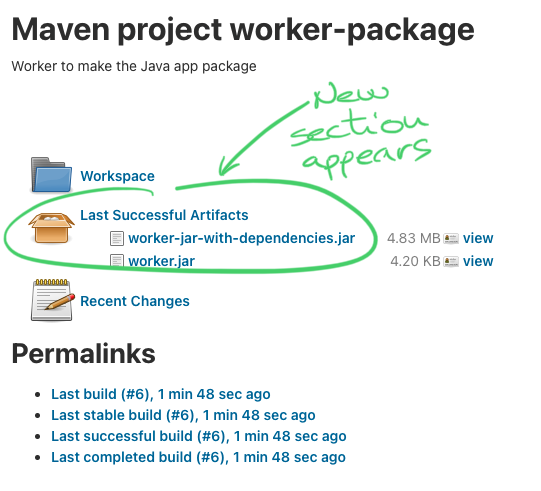 Maven project worker-package
Worker to make the Java app package
New
section
appears
Workspace
Last Successful Artifacts
worker-jar-with-dependencies.jar 4.83 MB view
worker.jar 4.20 KB view
Recent Changes
Permalinks
Last build (#6), 1 min 48 sec ago
Last stable build (#6), 1 min 48 sec ago
Last successful build (#6), 1 min 48 sec ago
Last completed build (#6), 1 min 48 sec ago